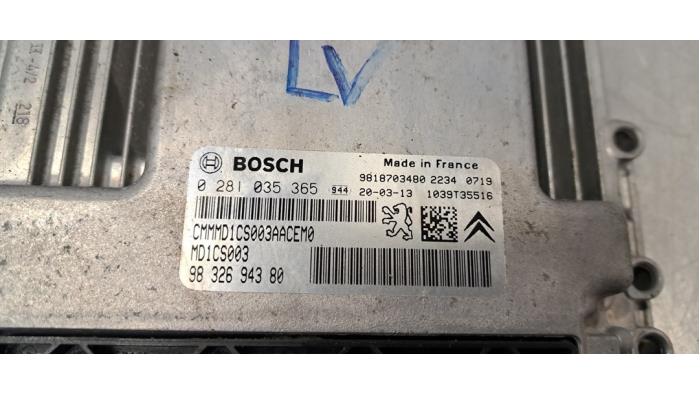 LV
218
BOSCH
Made in France
0 281 035 365
9818703480 2234 0719
944 20-03-13 1039T35516
CMMMD1CS003AACEM0
MD1CS003
98 326 943 80